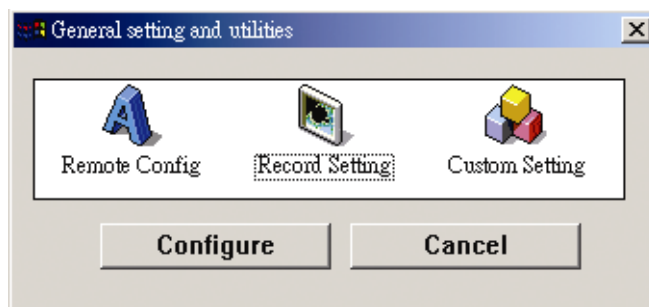 General setting and utilities
Remote Config
Record Setting
Custom Setting
Configure
Cancel